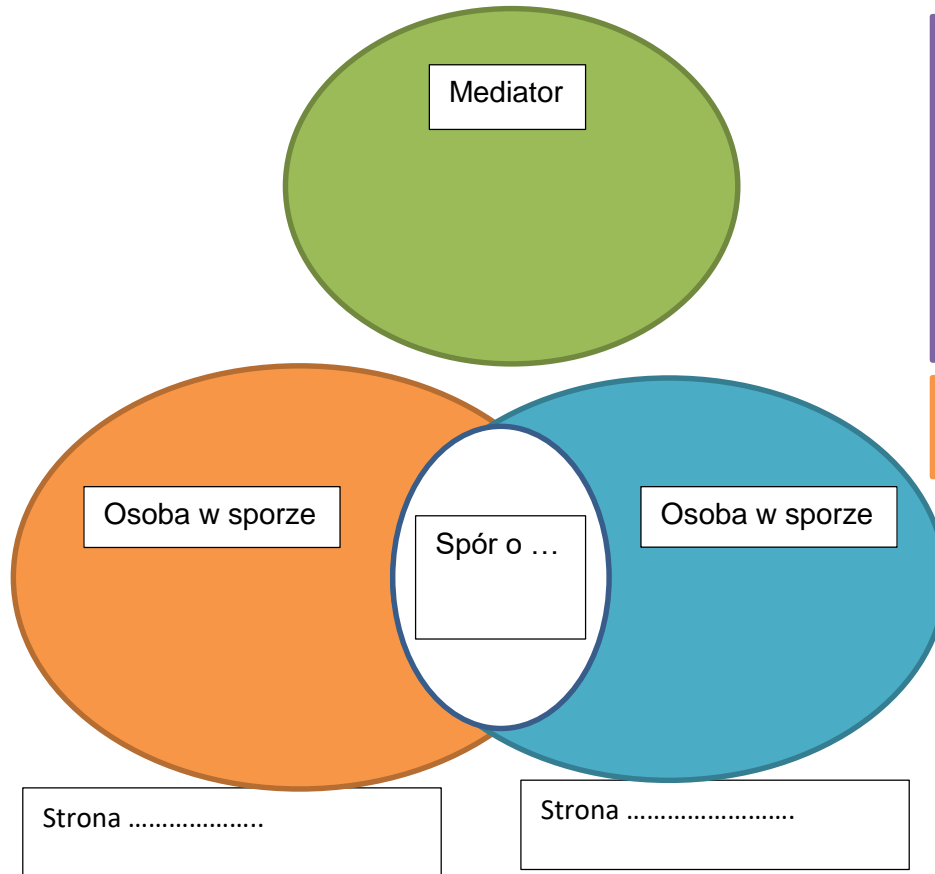 Mediator
Osoba w sporze
Osoba w sporze
Spór o …
Strona ………………..
Strona …………………….